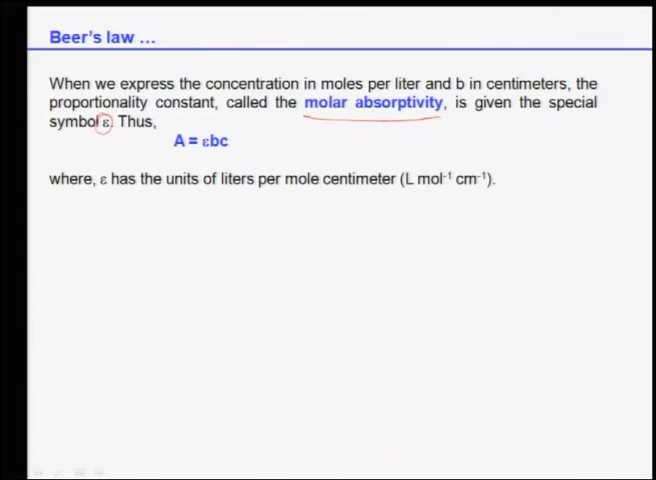 Beer's law ...
When we express the concentration in moles per liter and b in centimeters, the
proportionality constant, called the molar absorptivity, is given the special
symbol ε. Thus,
A = εbc
where, ε has the units of liters per mole centimeter (L mol⁻¹ cm⁻¹).